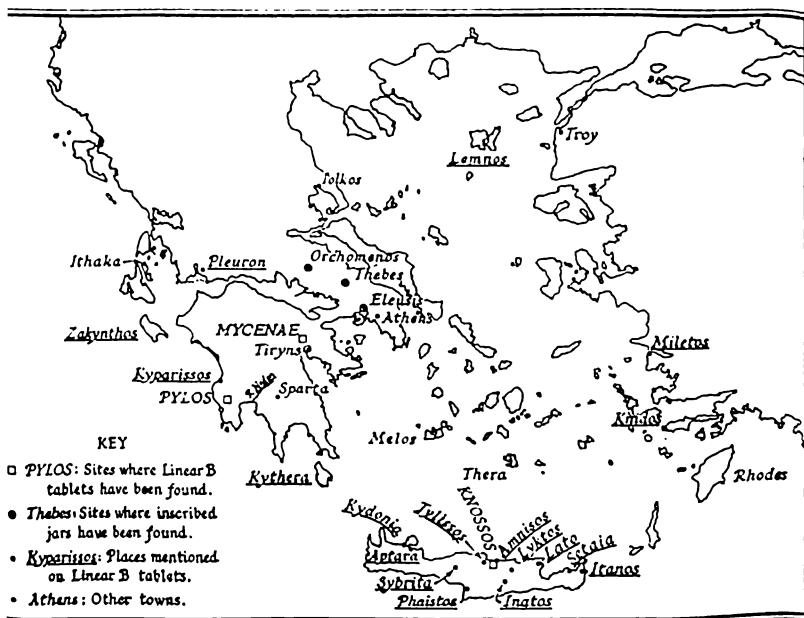 Troy
Lemnos
Iolkos
Ithaka
Pleuron
Orchomenos
Thebes
Eleusis
Athens
Zakynthos
MYCENAE
Tiryns
Miletos
Kyparissos
PYLOS
Sparta
Knidos
Melos
Thera
Rhodes
Kythera
KEY
PYLOS: Sites where Linear B
tablets have been found.
Thebes: Sites where inscribed
jars have been found.
Kyparissos: Places mentioned
on Linear B tablets.
Athens: Other towns.
Kydonia
Tylissos
KNOSSOS
Amnisos
Lyktos
Lato
Setaia
Aptara
Itanos
Sybrita
Phaistos
Inatos